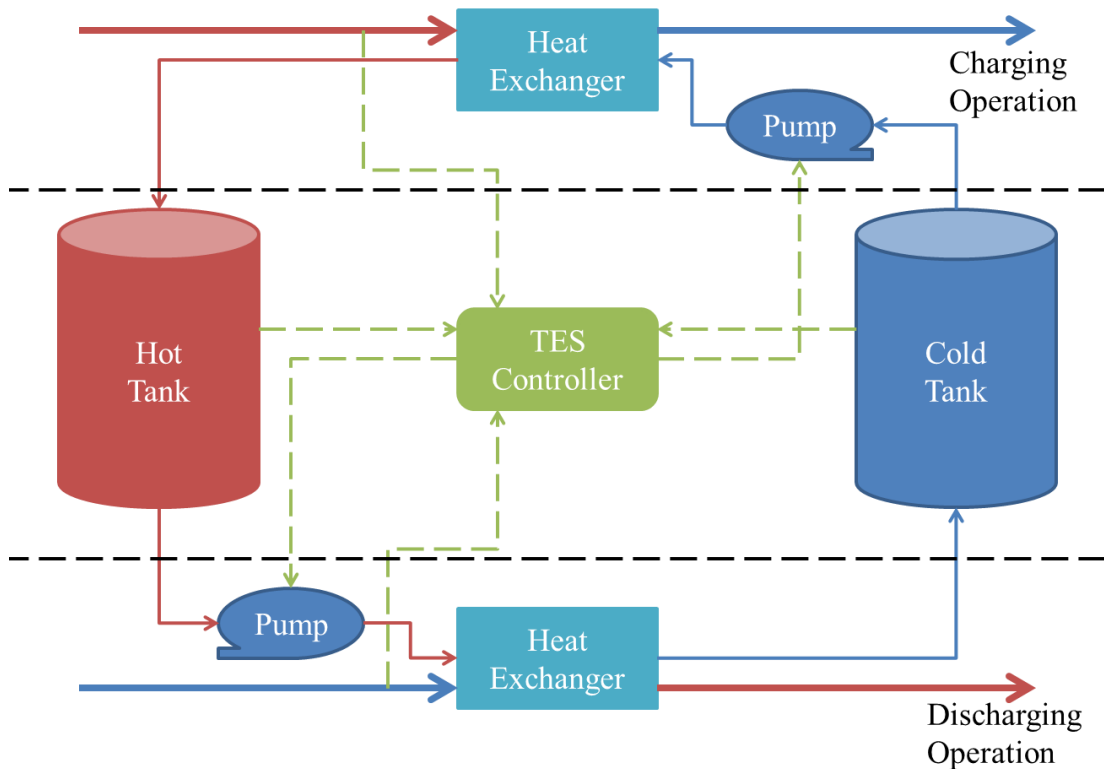 Heat
Exchanger
Charging
Operation
Pump
Hot
Tank
TES
Controller
Cold
Tank
Pump
Heat
Exchanger
Discharging
Operation